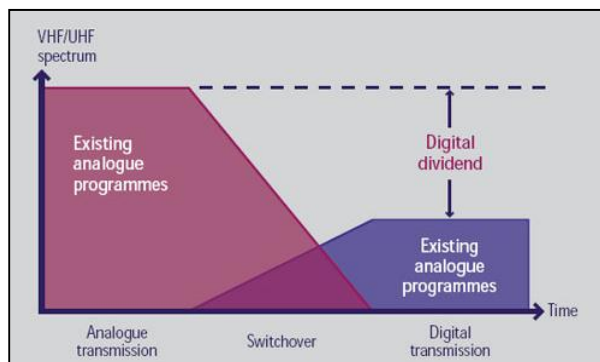 VHF/UHF
spectrum
Existing
analogue
programmes
Digital
dividend
Existing
analogue
programmes
Time
Analogue
transmission
Switchover
Digital
transmission